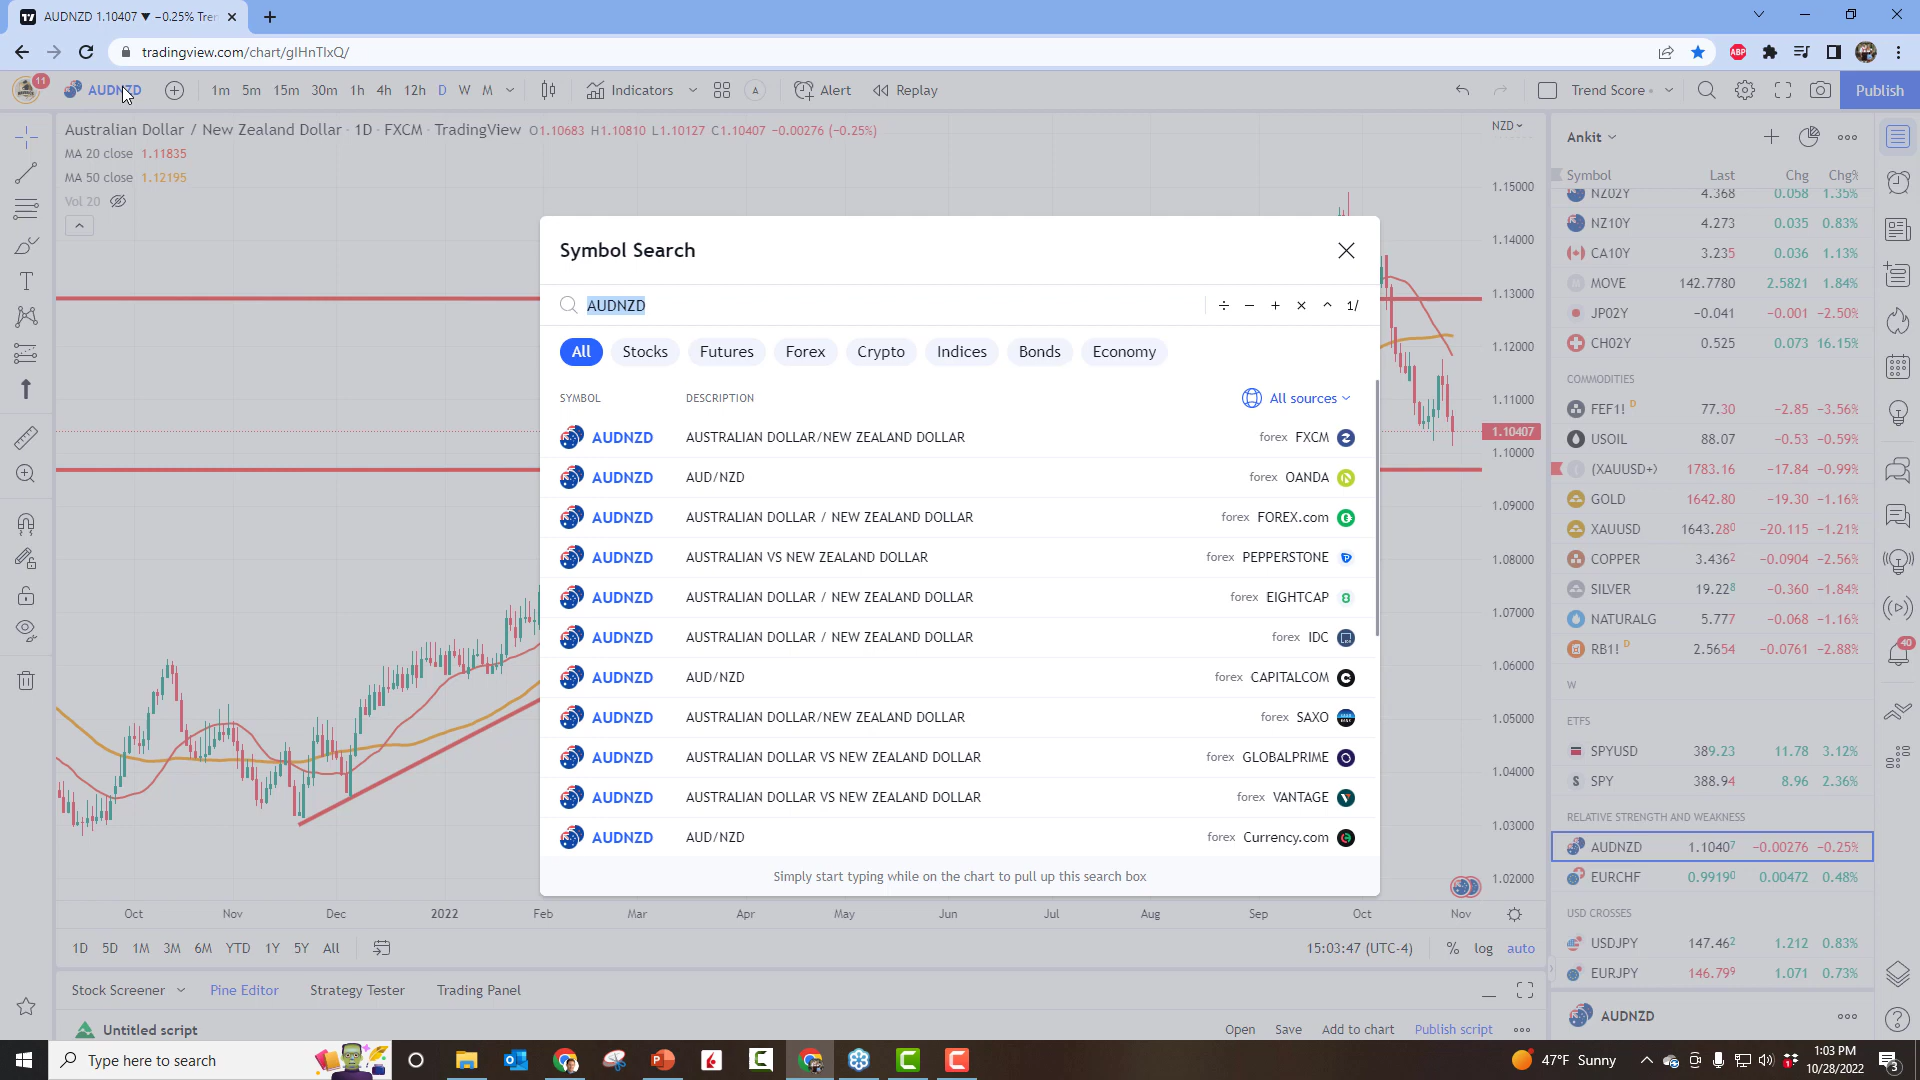 AUDNZD 1.10407 ▼ −0.25% Tren
tradingview.com/chart/gIHnTIxQ/
ABP
11
AUDNZD
1m 5m 15m 30m 1h 4h 12h D W M
Indicators
A
Alert
Replay
Trend Score
Publish
Australian Dollar / New Zealand Dollar · 1D · FXCM · TradingView O1.10683 H1.10810 L1.10127 C1.10407 −0.00276 (−0.25%)
MA 20 close 1.11835
MA 50 close 1.12195
Vol 20
NZD
1.15000
1.14000
1.13000
1.12000
1.11000
1.10407
1.10000
1.09000
1.08000
1.07000
1.06000
1.05000
1.04000
1.03000
1.02000
Symbol Search
AUDNZD
÷ − + × ^ 1/
All Stocks Futures Forex Crypto Indices Bonds Economy
SYMBOL DESCRIPTION All sources
AUDNZD AUSTRALIAN DOLLAR/NEW ZEALAND DOLLAR forex FXCM
AUDNZD AUD/NZD forex OANDA
AUDNZD AUSTRALIAN DOLLAR / NEW ZEALAND DOLLAR forex FOREX.com
AUDNZD AUSTRALIAN VS NEW ZEALAND DOLLAR forex PEPPERSTONE
AUDNZD AUSTRALIAN DOLLAR / NEW ZEALAND DOLLAR forex EIGHTCAP
AUDNZD AUSTRALIAN DOLLAR / NEW ZEALAND DOLLAR forex IDC
AUDNZD AUD/NZD forex CAPITALCOM
AUDNZD AUSTRALIAN DOLLAR/NEW ZEALAND DOLLAR forex SAXO
AUDNZD AUSTRALIAN DOLLAR VS NEW ZEALAND DOLLAR forex GLOBALPRIME
AUDNZD AUSTRALIAN DOLLAR VS NEW ZEALAND DOLLAR forex VANTAGE
AUDNZD AUD/NZD forex Currency.com
Simply start typing while on the chart to pull up this search box
Oct Nov Dec 2022 Feb Mar Apr May Jun Jul Aug Sep Oct Nov
1D 5D 1M 3M 6M YTD 1Y 5Y All
15:03:47 (UTC-4) % log auto
Stock Screener Pine Editor Strategy Tester Trading Panel
Untitled script
Open Save Add to chart Publish script
Ankit
Symbol Last Chg Chg%
NZ02Y 4.368 0.058 1.35%
NZ10Y 4.273 0.035 0.83%
CA10Y 3.235 0.036 1.13%
MOVE 142.7780 2.5821 1.84%
JP02Y −0.041 −0.001 −2.50%
CH02Y 0.525 0.073 16.15%
COMMODITIES
FEF1! D 77.30 −2.85 −3.56%
USOIL 88.07 −0.53 −0.59%
(XAUUSD+) 1783.16 −17.84 −0.99%
GOLD 1642.80 −19.30 −1.16%
XAUUSD 1643.280 −20.115 −1.21%
COPPER 3.4362 −0.0904 −2.56%
SILVER 19.228 −0.360 −1.84%
NATURALG 5.777 −0.068 −1.16%
RB1! D 2.5654 −0.0761 −2.88%
W
ETFS
SPYUSD 389.23 11.78 3.12%
SPY 388.94 8.96 2.36%
RELATIVE STRENGTH AND WEAKNESS
AUDNZD 1.10407 −0.00276 −0.25%
EURCHF 0.99190 0.00472 0.48%
USD CROSSES
USDJPY 147.462 1.212 0.83%
EURJPY 146.799 1.071 0.73%
AUDNZD
40
Type here to search
47°F Sunny
1:03 PM
10/28/2022
3